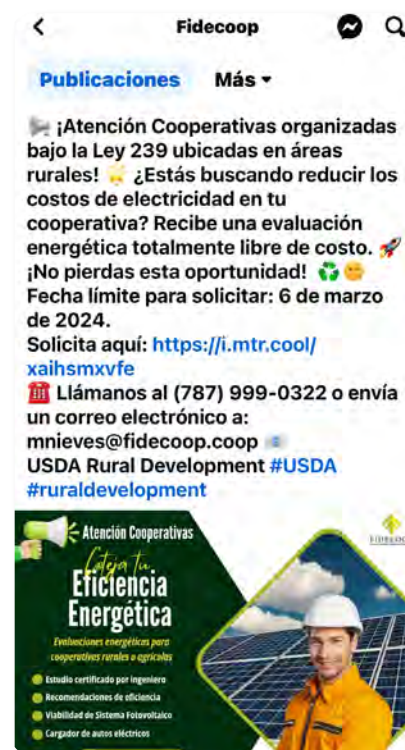 Fidecoop
Publicaciones Más
¡Atención Cooperativas organizadas
bajo la Ley 239 ubicadas en áreas
rurales! ¿Estás buscando reducir los
costos de electricidad en tu
cooperativa? Recibe una evaluación
energética totalmente libre de costo. 🚀
¡No pierdas esta oportunidad! ♻️
Fecha límite para solicitar: 6 de marzo
de 2024.
Solicita aquí: https://i.mtr.cool/
xaihsmxvfe
Llámanos al (787) 999-0322 o envía
un correo electrónico a:
mnieves@fidecoop.coop
USDA Rural Development #USDA
#ruraldevelopment
Atención Cooperativas
Coteja tu
Eficiencia
Energética
Evaluaciones energéticas para
cooperativas rurales o agrícolas
Estudio certificado por ingeniero
Recomendaciones de eficiencia
Viabilidad de Sistema Fotovoltaico
Cargador de autos eléctricos